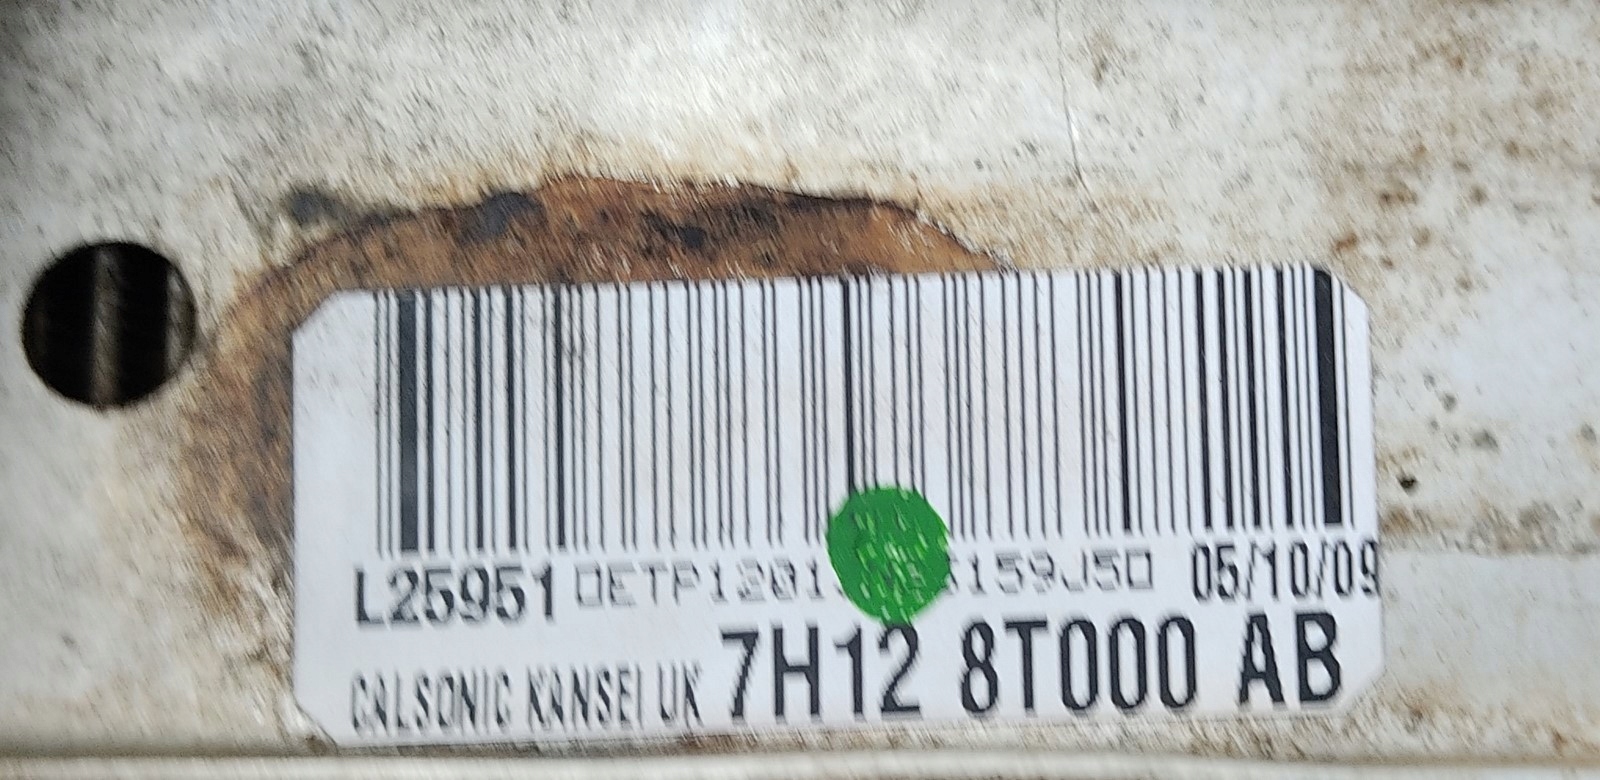 L25951 05/10/09
CALSONIC KANSEI UK 7H12 8T000 AB